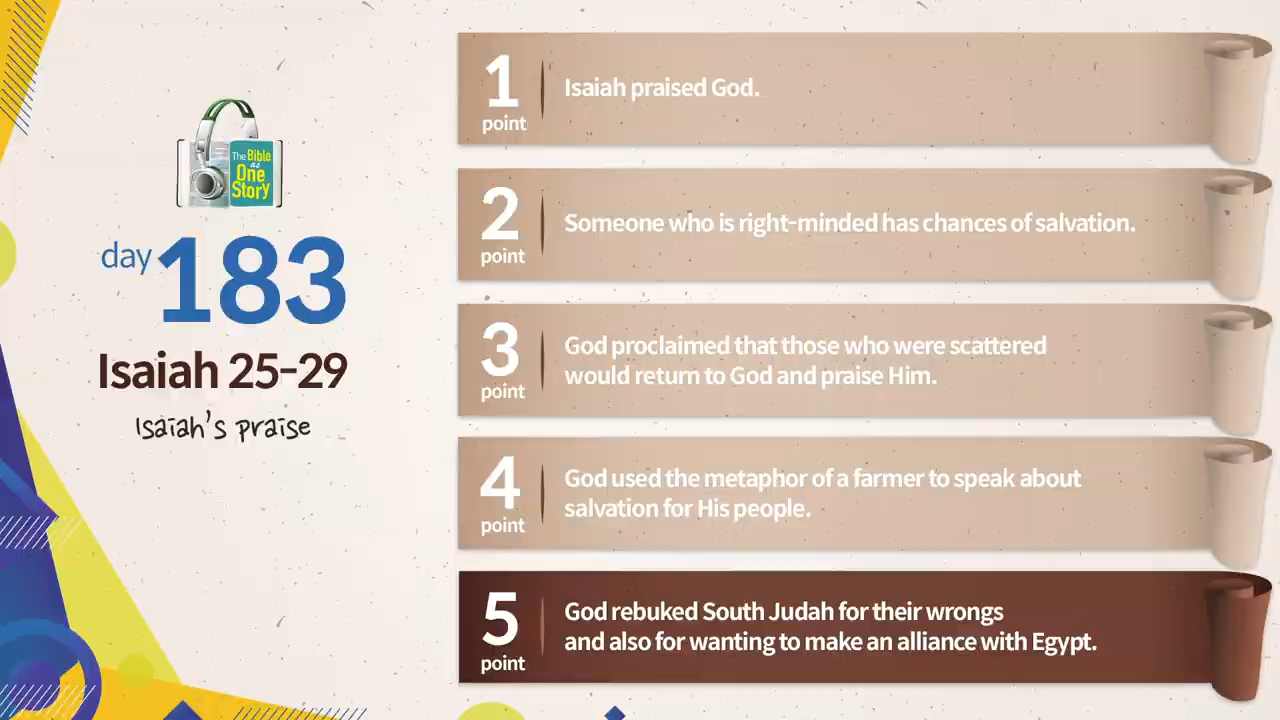 The Bible
as
One
Story
day 183
Isaiah 25-29
Isaiah's praise
1
point
Isaiah praised God.
2
point
Someone who is right-minded has chances of salvation.
3
point
God proclaimed that those who were scattered
would return to God and praise Him.
4
point
God used the metaphor of a farmer to speak about
salvation for His people.
5
point
God rebuked South Judah for their wrongs
and also for wanting to make an alliance with Egypt.